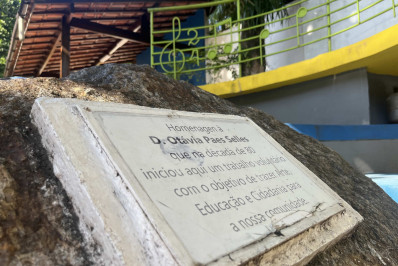 Homenagem à
D. Otávia Paes Selles
que na década de 80
iniciou aqui um trabalho voluntário
com o objetivo de trazer Arte,
Educação e Cidadania para
a nossa comunidade.